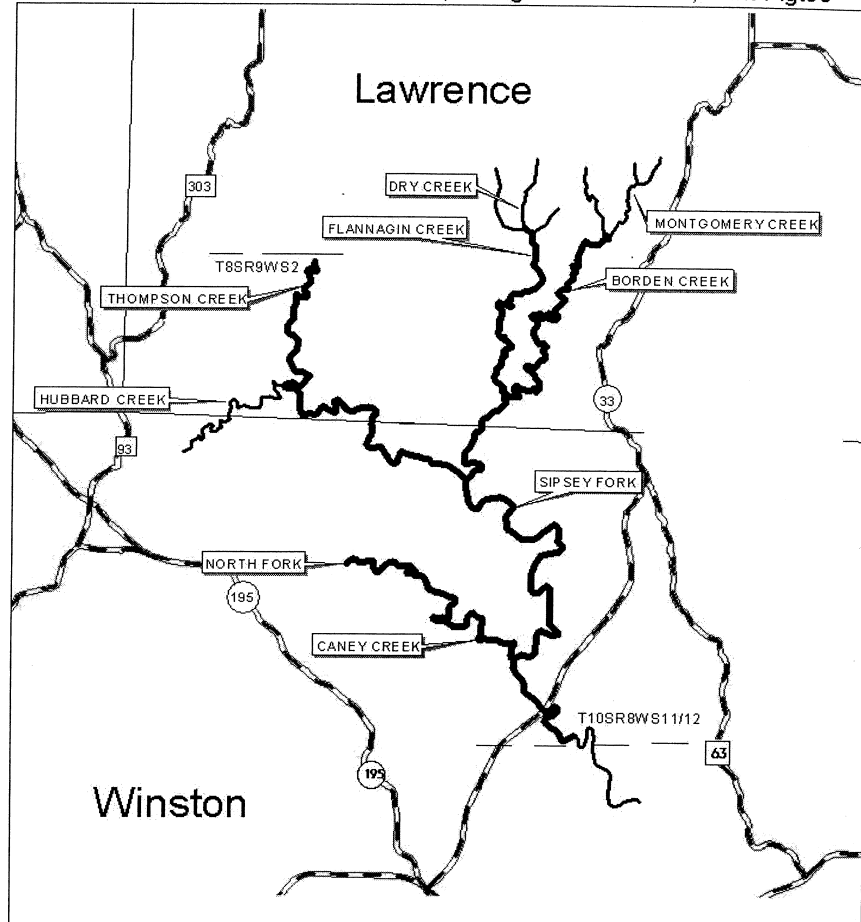 Lawrence
303
DRY CREEK
MONTGOMERY CREEK
FLANNAGIN CREEK
T8SR9WS2
BORDEN CREEK
THOMPSON CREEK
HUBBARD CREEK
33
93
SIPSEY FORK
NORTH FORK
195
CANEY CREEK
T10SR8WS11/12
63
195
Winston